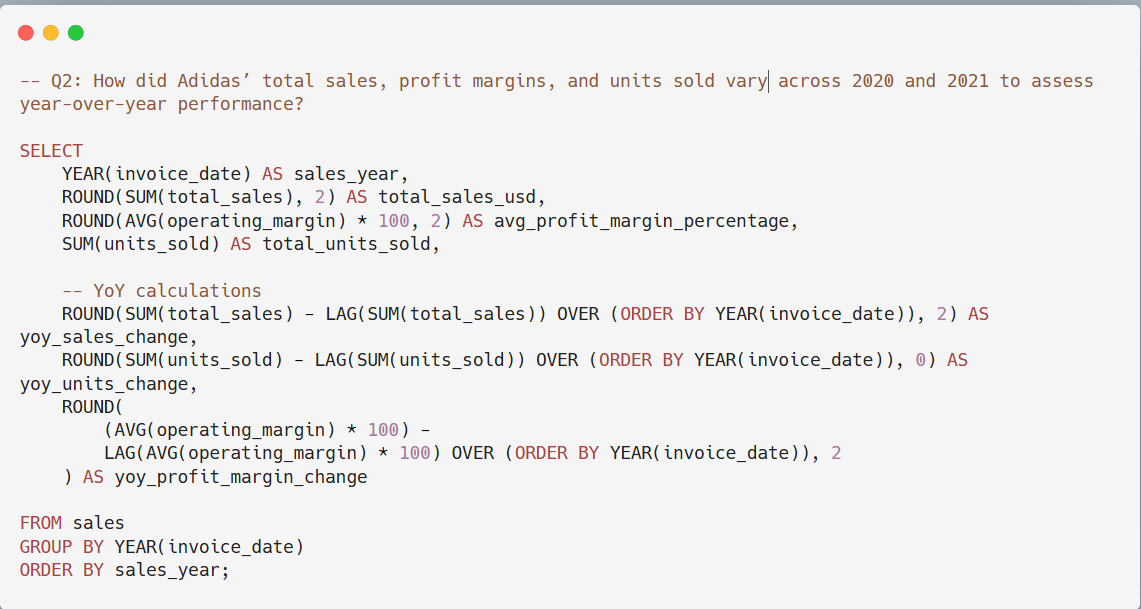 -- Q2: How did Adidas’ total sales, profit margins, and units sold vary across 2020 and 2021 to assess
year-over-year performance?
SELECT
YEAR(invoice_date) AS sales_year,
ROUND(SUM(total_sales), 2) AS total_sales_usd,
ROUND(AVG(operating_margin) * 100, 2) AS avg_profit_margin_percentage,
SUM(units_sold) AS total_units_sold,
-- YoY calculations
ROUND(SUM(total_sales) - LAG(SUM(total_sales)) OVER (ORDER BY YEAR(invoice_date)), 2) AS
yoy_sales_change,
ROUND(SUM(units_sold) - LAG(SUM(units_sold)) OVER (ORDER BY YEAR(invoice_date)), 0) AS
yoy_units_change,
ROUND(
(AVG(operating_margin) * 100) -
LAG(AVG(operating_margin) * 100) OVER (ORDER BY YEAR(invoice_date)), 2
) AS yoy_profit_margin_change
FROM sales
GROUP BY YEAR(invoice_date)
ORDER BY sales_year;